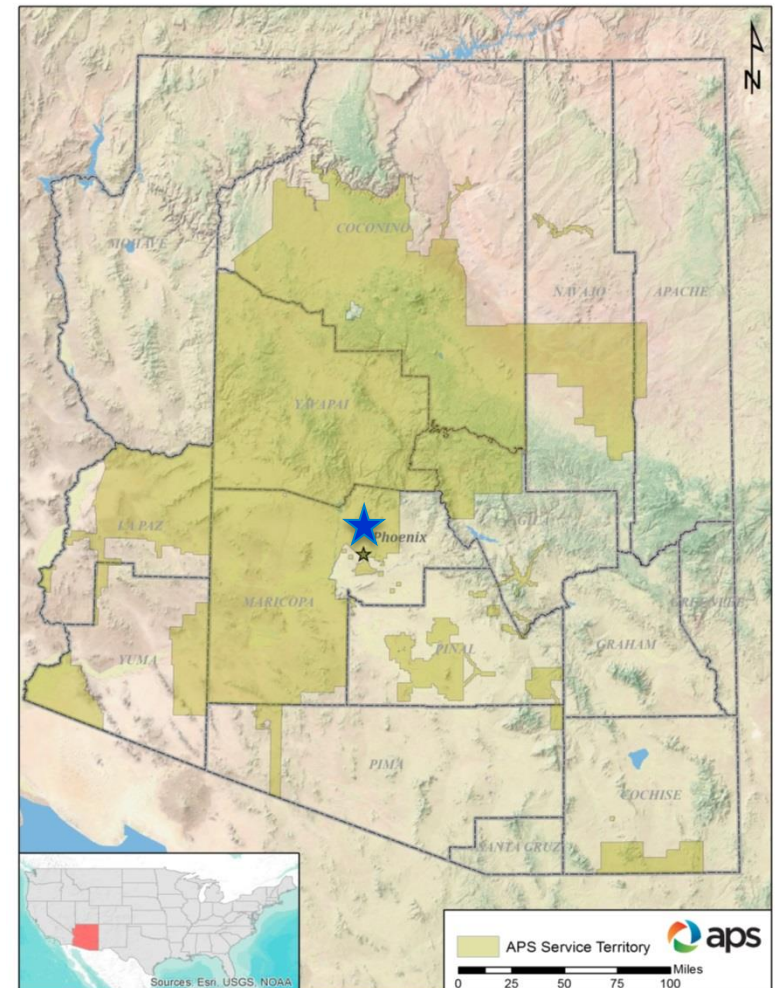 N
COCONINO
MOHAVE
NAVAJO
APACHE
YAVAPAI
LA PAZ
GILA
Phoenix
MARICOPA
GREENLEE
GRAHAM
YUMA
PINAL
PIMA
COCHISE
SANTA CRUZ
APS Service Territory
aps
Miles
0 25 50 75 100
Sources: Esri, USGS, NOAA